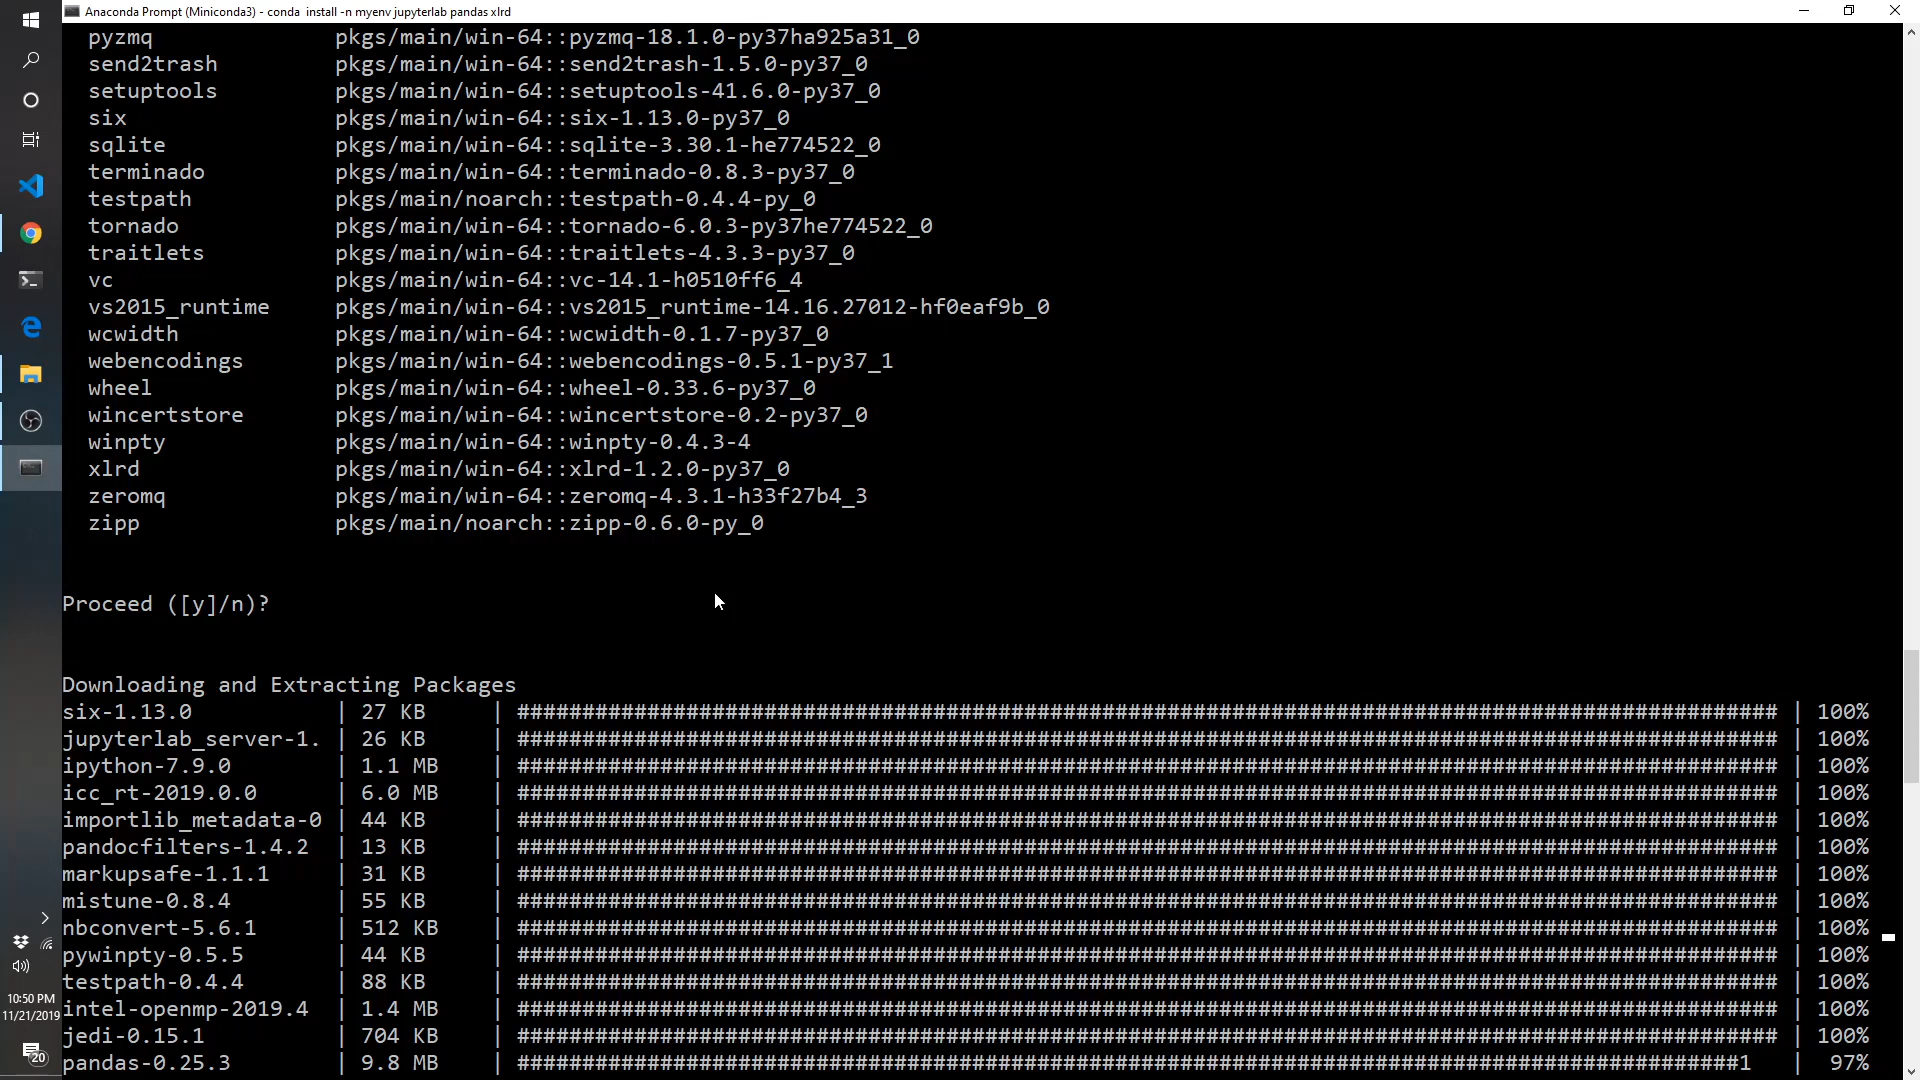 Anaconda Prompt (Miniconda3) - conda  install -n myenv jupyterlab pandas xlrd
pyzmq              pkgs/main/win-64::pyzmq-18.1.0-py37ha925a31_0
send2trash         pkgs/main/win-64::send2trash-1.5.0-py37_0
setuptools         pkgs/main/win-64::setuptools-41.6.0-py37_0
six                pkgs/main/win-64::six-1.13.0-py37_0
sqlite             pkgs/main/win-64::sqlite-3.30.1-he774522_0
terminado          pkgs/main/win-64::terminado-0.8.3-py37_0
testpath           pkgs/main/noarch::testpath-0.4.4-py_0
tornado            pkgs/main/win-64::tornado-6.0.3-py37he774522_0
traitlets          pkgs/main/win-64::traitlets-4.3.3-py37_0
vc                 pkgs/main/win-64::vc-14.1-h0510ff6_4
vs2015_runtime     pkgs/main/win-64::vs2015_runtime-14.16.27012-hf0eaf9b_0
wcwidth            pkgs/main/win-64::wcwidth-0.1.7-py37_0
webencodings       pkgs/main/win-64::webencodings-0.5.1-py37_1
wheel              pkgs/main/win-64::wheel-0.33.6-py37_0
wincertstore       pkgs/main/win-64::wincertstore-0.2-py37_0
winpty             pkgs/main/win-64::winpty-0.4.3-4
xlrd               pkgs/main/win-64::xlrd-1.2.0-py37_0
zeromq             pkgs/main/win-64::zeromq-4.3.1-h33f27b4_3
zipp               pkgs/main/noarch::zipp-0.6.0-py_0
Proceed ([y]/n)?
Downloading and Extracting Packages
six-1.13.0           | 27 KB     | ################################################################################################# | 100%
jupyterlab_server-1. | 26 KB     | ################################################################################################# | 100%
ipython-7.9.0        | 1.1 MB    | ################################################################################################# | 100%
icc_rt-2019.0.0      | 6.0 MB    | ################################################################################################# | 100%
importlib_metadata-0 | 44 KB     | ################################################################################################# | 100%
pandocfilters-1.4.2  | 13 KB     | ################################################################################################# | 100%
markupsafe-1.1.1     | 31 KB     | ################################################################################################# | 100%
mistune-0.8.4        | 55 KB     | ################################################################################################# | 100%
nbconvert-5.6.1      | 512 KB    | ################################################################################################# | 100%
pywinpty-0.5.5       | 44 KB     | ################################################################################################# | 100%
testpath-0.4.4       | 88 KB     | ################################################################################################# | 100%
intel-openmp-2019.4  | 1.4 MB    | ################################################################################################# | 100%
jedi-0.15.1          | 704 KB    | ################################################################################################# | 100%
pandas-0.25.3        | 9.8 MB    | ##############################################################################################1   |  97%
10:50 PM
11/21/2019
20